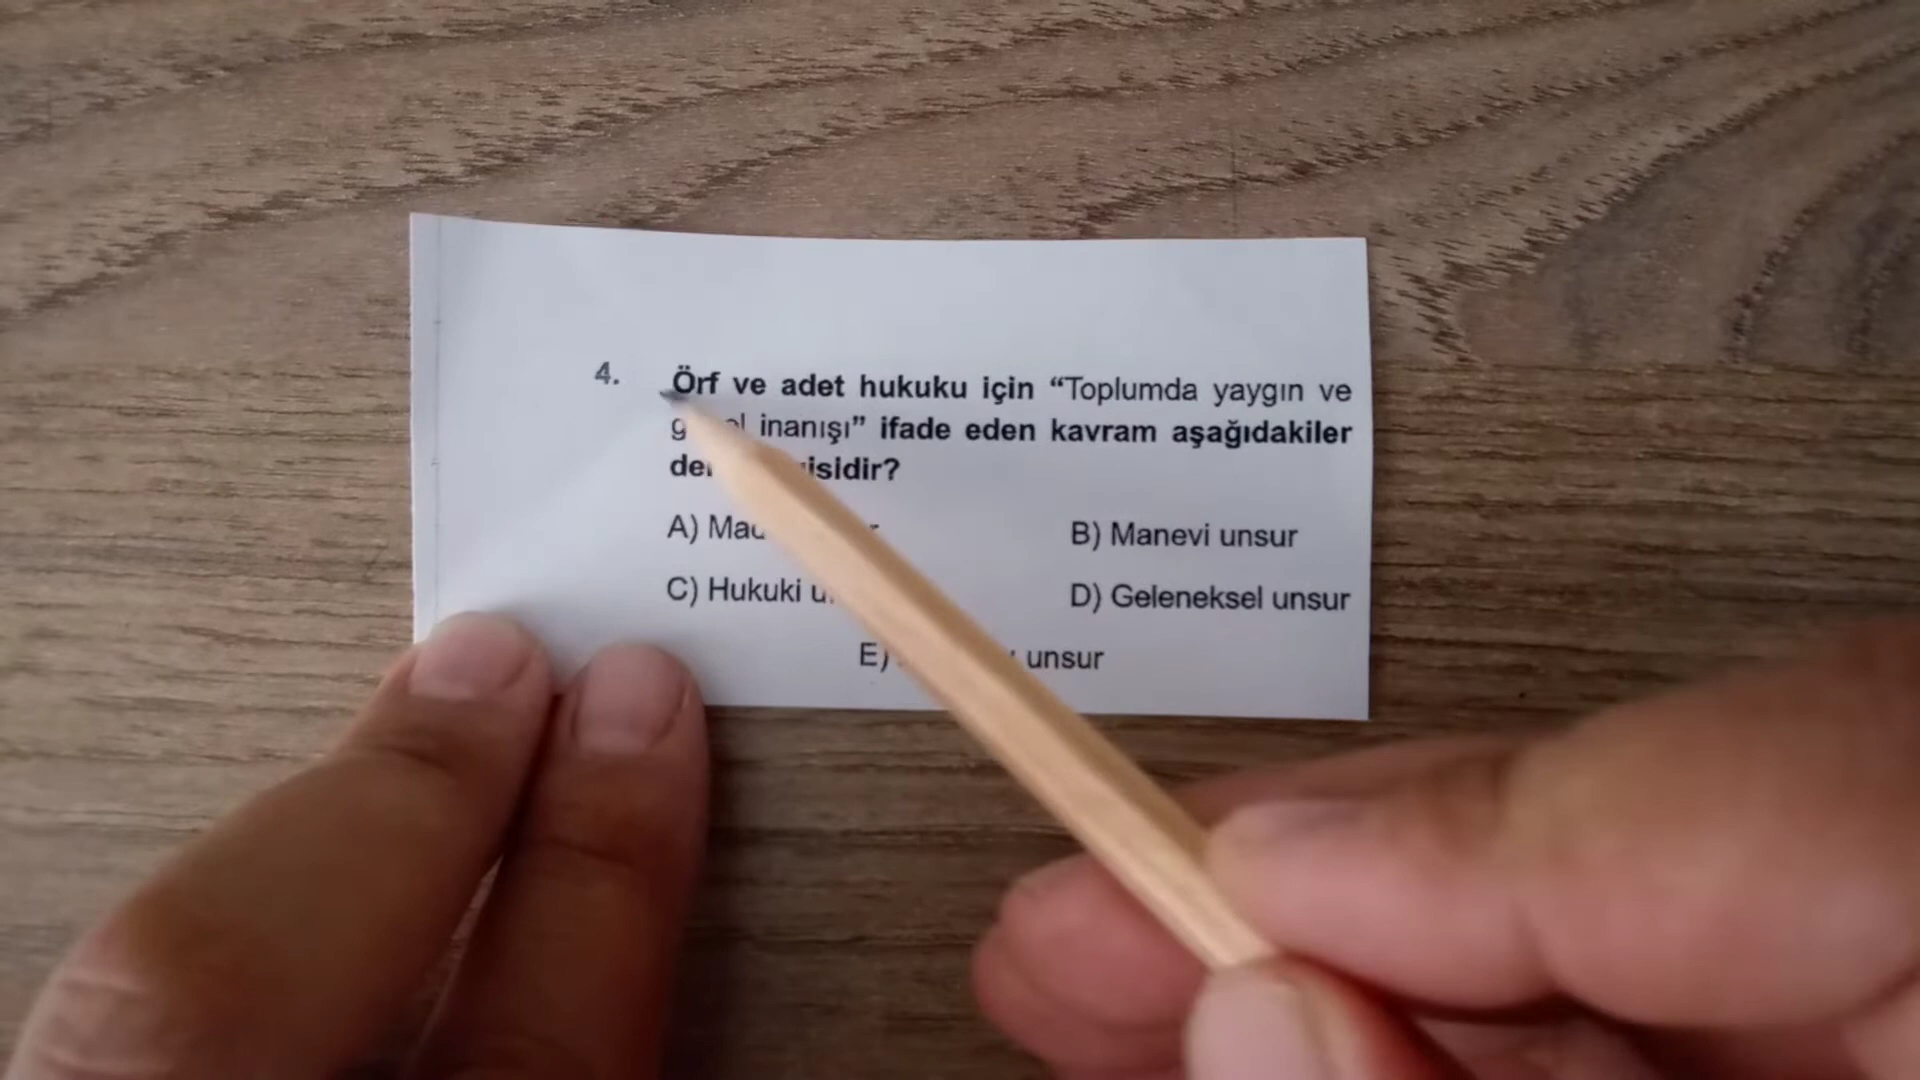 4. Örf ve adet hukuku için “Toplumda yaygın ve
inanışı” ifade eden kavram aşağıdakiler
A)
B) Manevi unsur
C) Hukuki
D) Geleneksel unsur
E) unsur